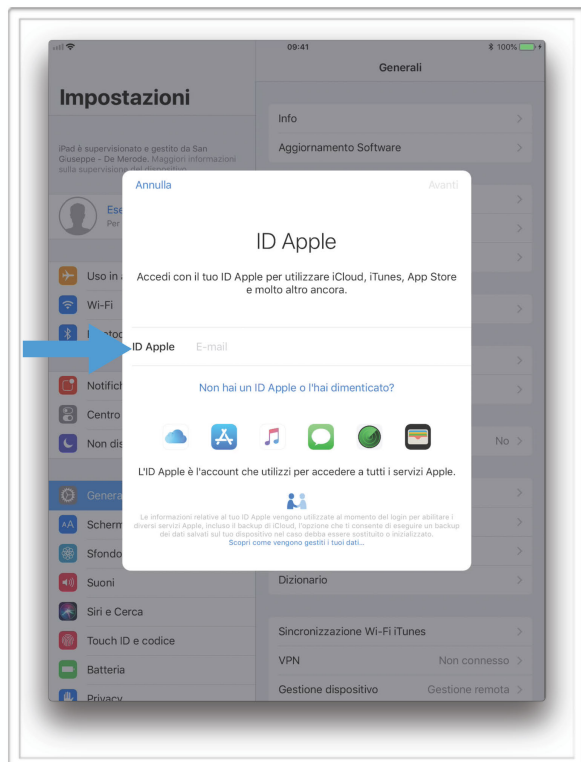 09:41
100%
Generali
Impostazioni
Info
iPad è supervisionato e gestito da San
Giuseppe - De Merode. Maggiori informazioni
sulla supervisione del dispositivo
Aggiornamento Software
Annulla
Avanti
Ese
Per
ID Apple
Accedi con il tuo ID Apple per utilizzare iCloud, iTunes, App Store
e molto altro ancora.
Uso in
Wi-Fi
ID Apple E-mail
Notifich
Non hai un ID Apple o l'hai dimenticato?
Centro
Non dis
No
L'ID Apple è l'account che utilizzi per accedere a tutti i servizi Apple.
Genera
Le informazioni relative al tuo ID Apple vengono utilizzate al momento del login per abilitare i
diversi servizi Apple, incluso il backup di iCloud, l'opzione che ti consente di eseguire un backup
dei dati salvati sul tuo dispositivo nel caso debba essere sostituito o inizializzato.
Scopri come vengono gestiti i tuoi dati...
AA Scherm
Sfondo
Suoni
Dizionario
Siri e Cerca
Touch ID e codice
Sincronizzazione Wi-Fi iTunes
Batteria
VPN Non connesso
Privacy
Gestione dispositivo Gestione remota